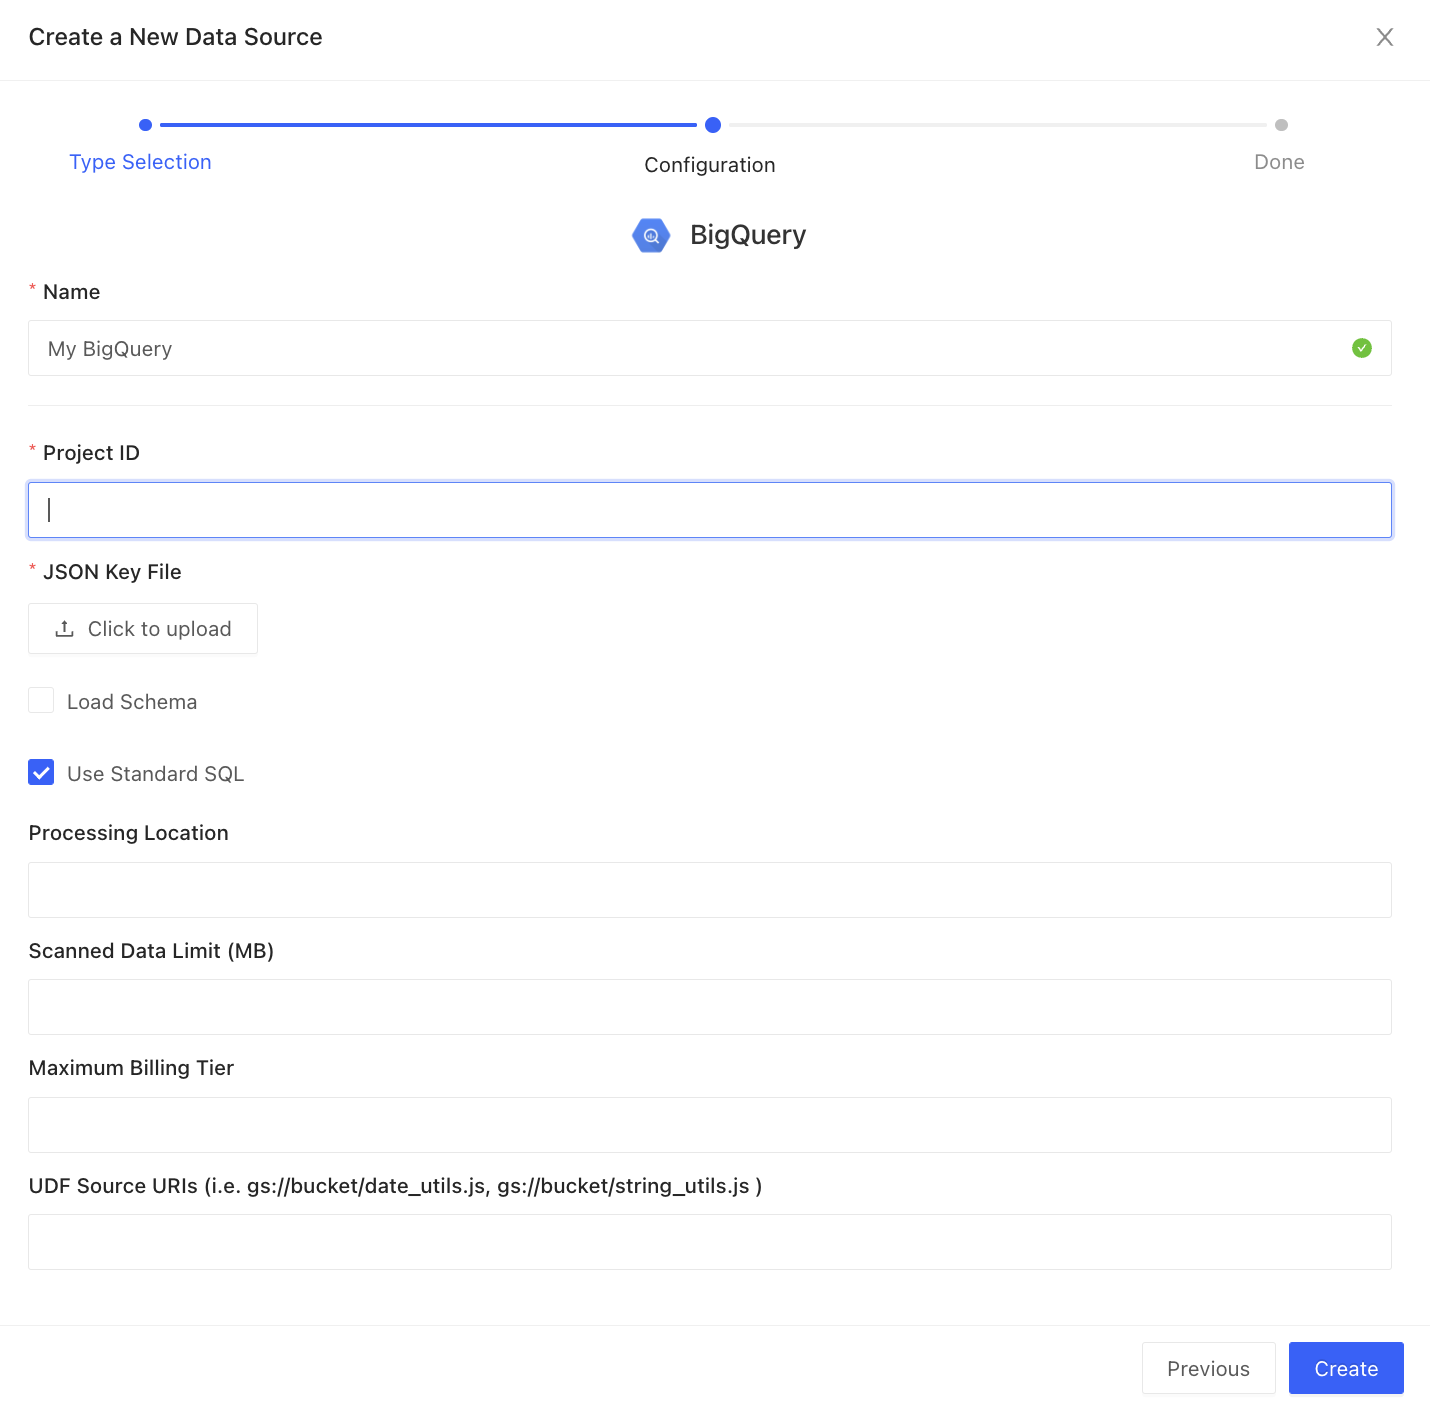 Create a New Data Source
Type Selection
Configuration
Done
BigQuery
* Name
My BigQuery
* Project ID
* JSON Key File
Click to upload
Load Schema
Use Standard SQL
Processing Location
Scanned Data Limit (MB)
Maximum Billing Tier
UDF Source URIs (i.e. gs://bucket/date_utils.js, gs://bucket/string_utils.js )
Previous
Create